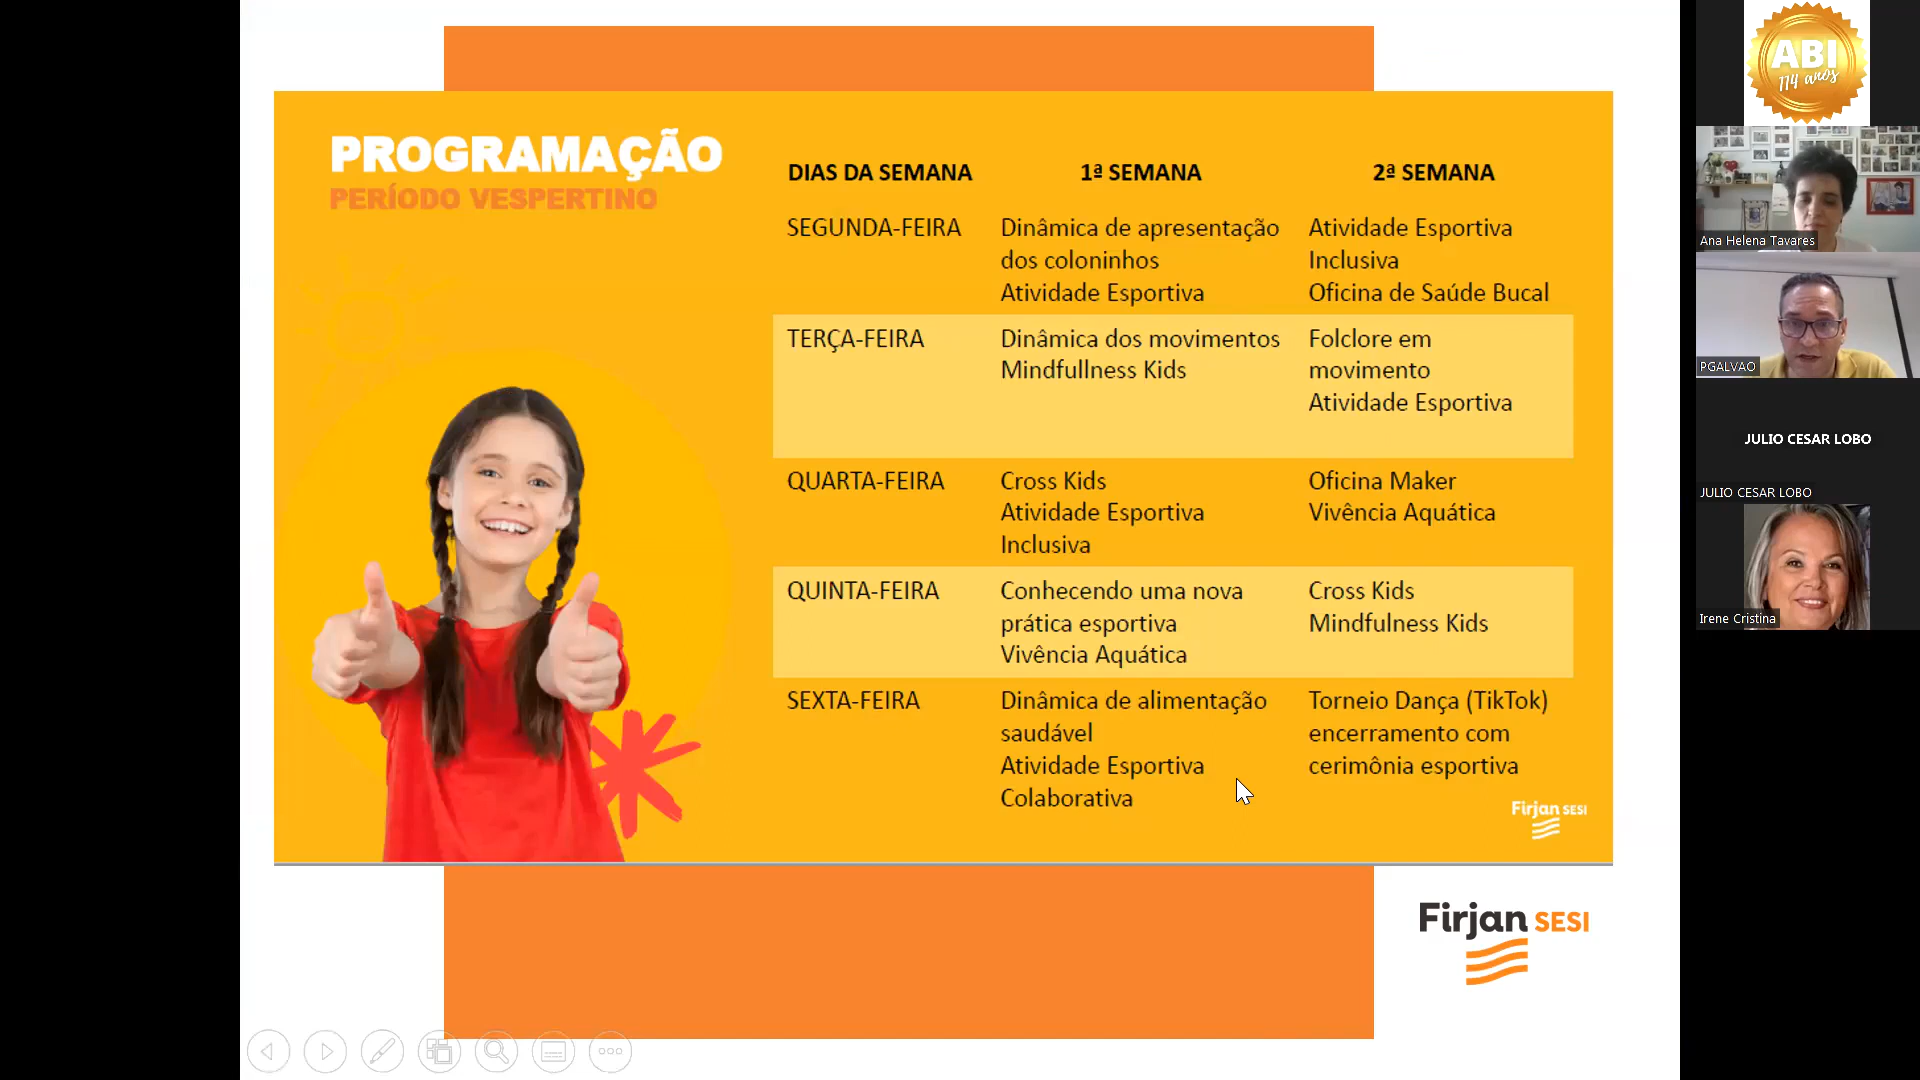 PROGRAMAÇÃO
PERÍODO VESPERTINO
DIAS DA SEMANA 1ª SEMANA 2ª SEMANA
SEGUNDA-FEIRA Dinâmica de apresentação Atividade Esportiva
dos coloninhos Inclusiva
Atividade Esportiva Oficina de Saúde Bucal
TERÇA-FEIRA Dinâmica dos movimentos Folclore em
Mindfullness Kids movimento
Atividade Esportiva
QUARTA-FEIRA Cross Kids Oficina Maker
Atividade Esportiva Vivência Aquática
Inclusiva
QUINTA-FEIRA Conhecendo uma nova Cross Kids
prática esportiva Mindfulness Kids
Vivência Aquática
SEXTA-FEIRA Dinâmica de alimentação Torneio Dança (TikTok)
saudável encerramento com
Atividade Esportiva cerimônia esportiva
Colaborativa
Firjan SESI
Firjan SESI
ABI
114 anos
Ana Helena Tavares
PGALVAO
JULIO CESAR LOBO
JULIO CESAR LOBO
Irene Cristina